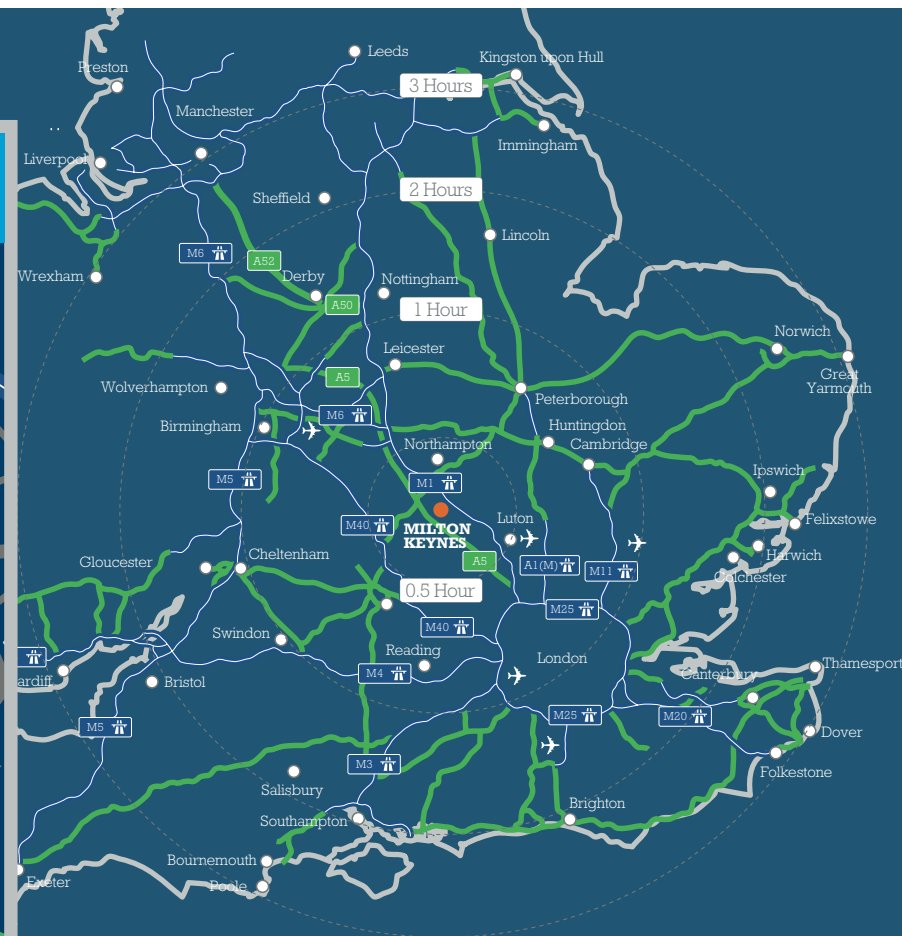 Leeds
Kingston upon Hull
Preston
3 Hours
Manchester
Immingham
Liverpool
2 Hours
Sheffield
Lincoln
M6
A52
Wrexham
Derby
Nottingham
A50
1 Hour
Norwich
Leicester
Great
Yarmouth
A5
Wolverhampton
Peterborough
M6
Birmingham
Huntingdon
Northampton
Cambridge
M5
M1
Ipswich
MILTON
KEYNES
Luton
Felixstowe
M40
Harwich
Gloucester
Cheltenham
A5
A1(M)
M11
Colchester
0.5 Hour
M25
M40
Swindon
Reading
London
ardiff
M4
Canterbury
Thamesport
Bristol
M5
M25
M20
Dover
M3
Folkestone
Salisbury
Brighton
Southampton
Bournemouth
Exeter
Poole